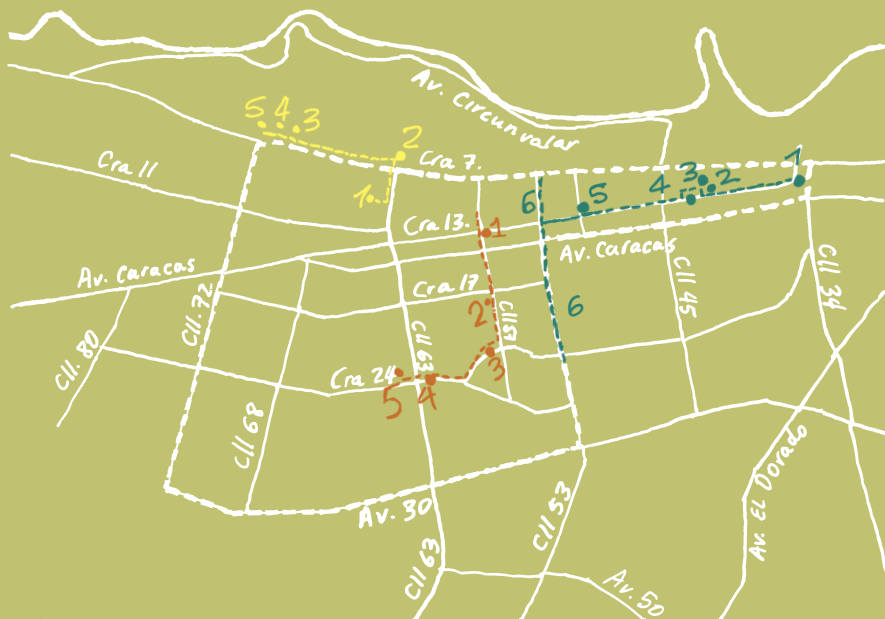 Av. Circunvalar
5 4 3
2
Cra 7.
1
Cra 11
1
3 2
4
5
6
Cra 13.
1
Av. Caracas
Av. Caracas
Cra 17
2
Cll 57
6
Cll 45
Cll 34
Cll. 72
Cll. 80
Cll 63
3
Cra 24
5 4
Cll 68
Av. 30
Cll 53
Av. El Dorado
Cll 63
Av. 50